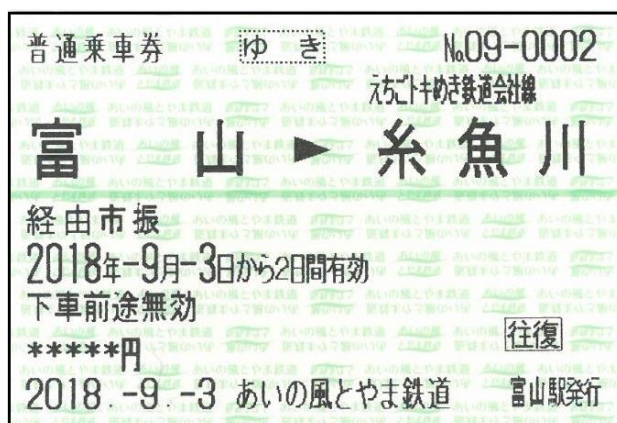 普通乗車券 ゆき №09-0002
えちごトキめき鉄道会社線
富山 ▶ 糸魚川
経由市振
2018年-9月-3日から2日間有効
下車前途無効
*****円 往復
2018.-9.-3 あいの風とやま鉄道 富山駅発行